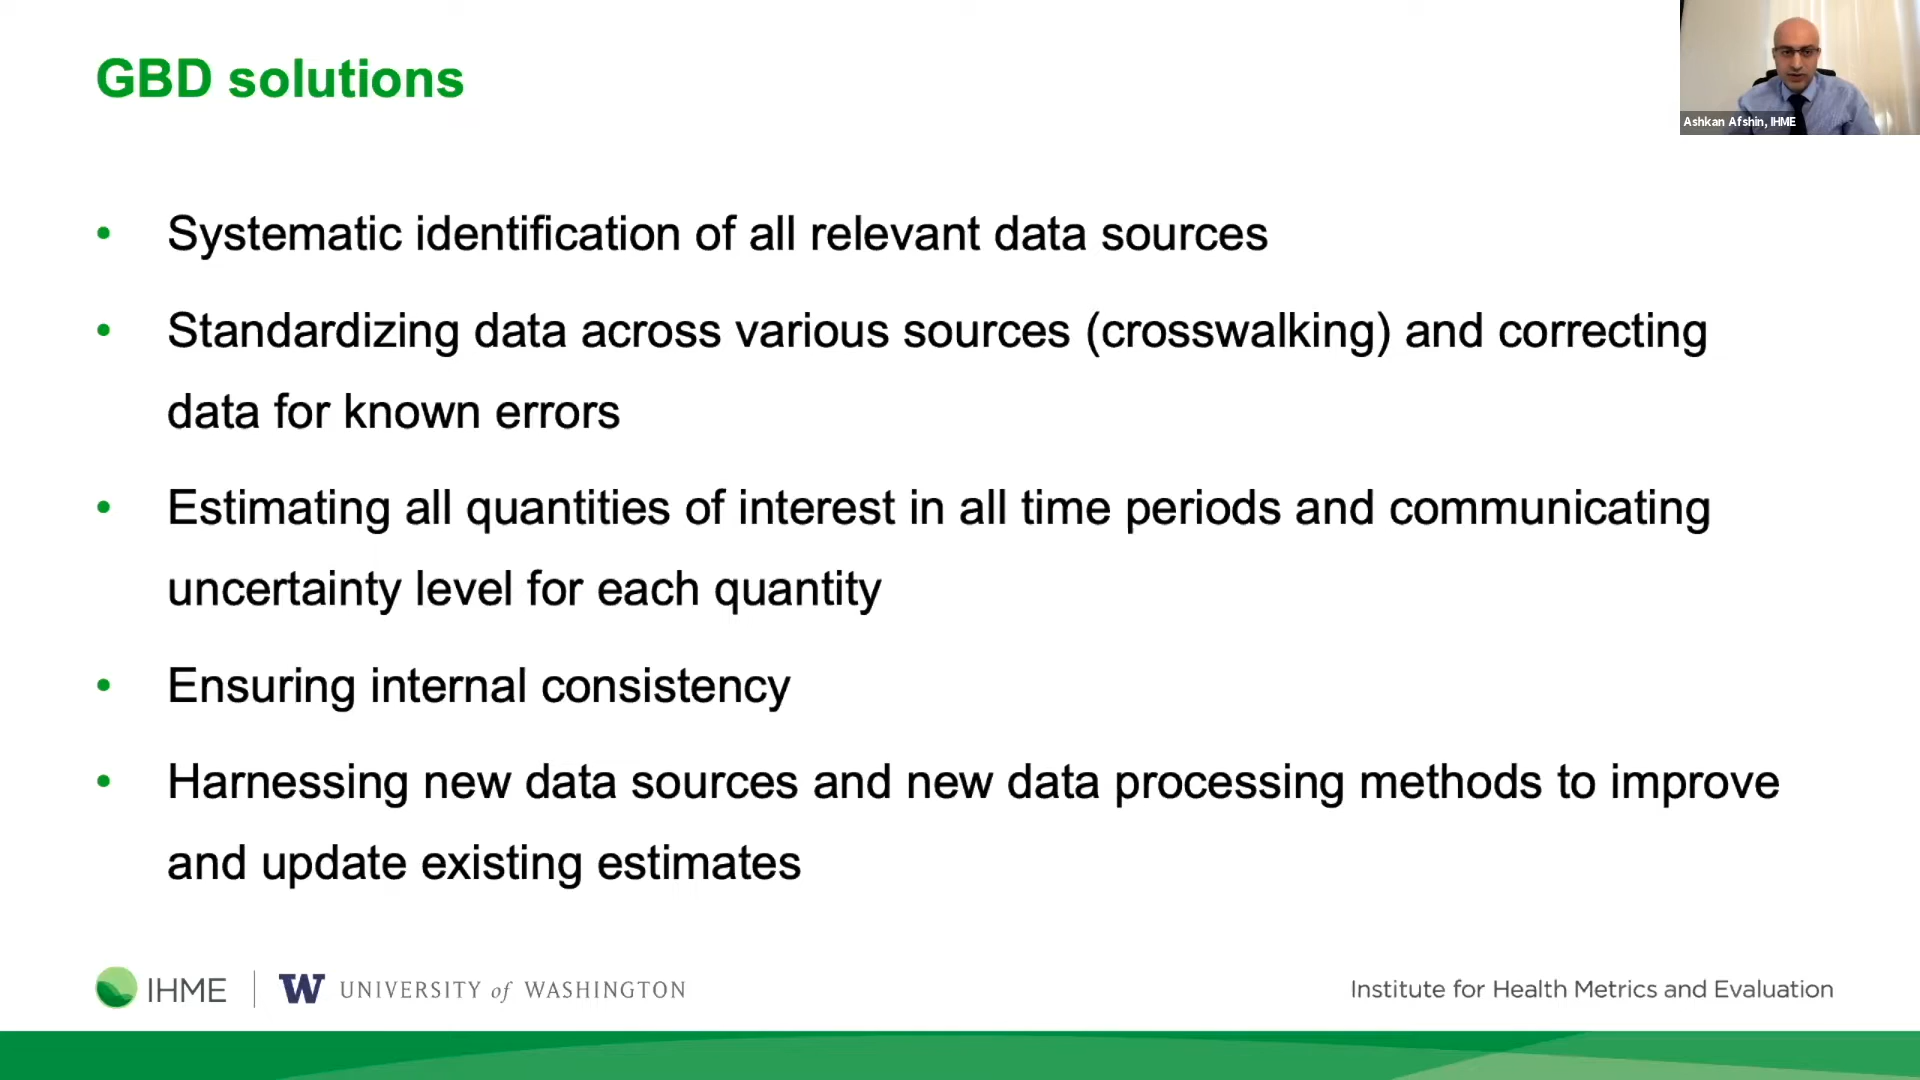 GBD solutions
Ashkan Afshin, IHME
• Systematic identification of all relevant data sources
• Standardizing data across various sources (crosswalking) and correcting
data for known errors
• Estimating all quantities of interest in all time periods and communicating
uncertainty level for each quantity
• Ensuring internal consistency
• Harnessing new data sources and new data processing methods to improve
and update existing estimates
IHME W UNIVERSITY of WASHINGTON Institute for Health Metrics and Evaluation